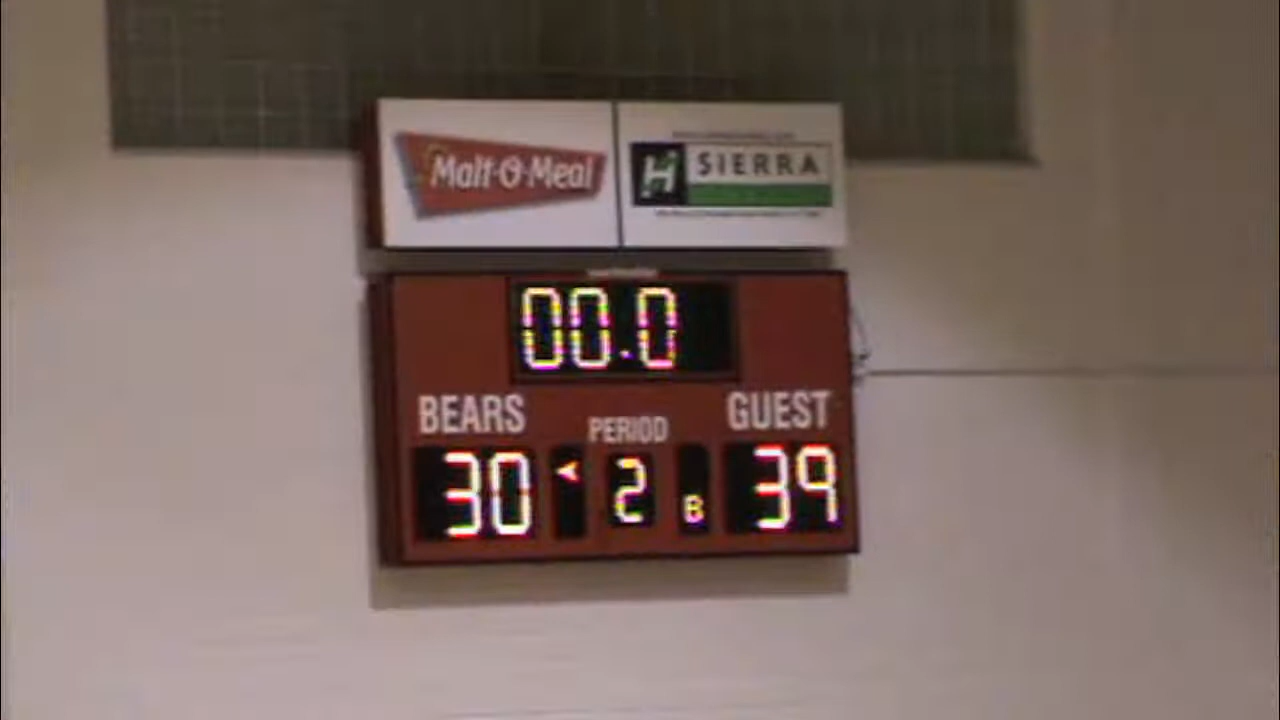 Malt-O-Meal
H SIERRA
00.0
BEARS
PERIOD
GUEST
30
2
B
39